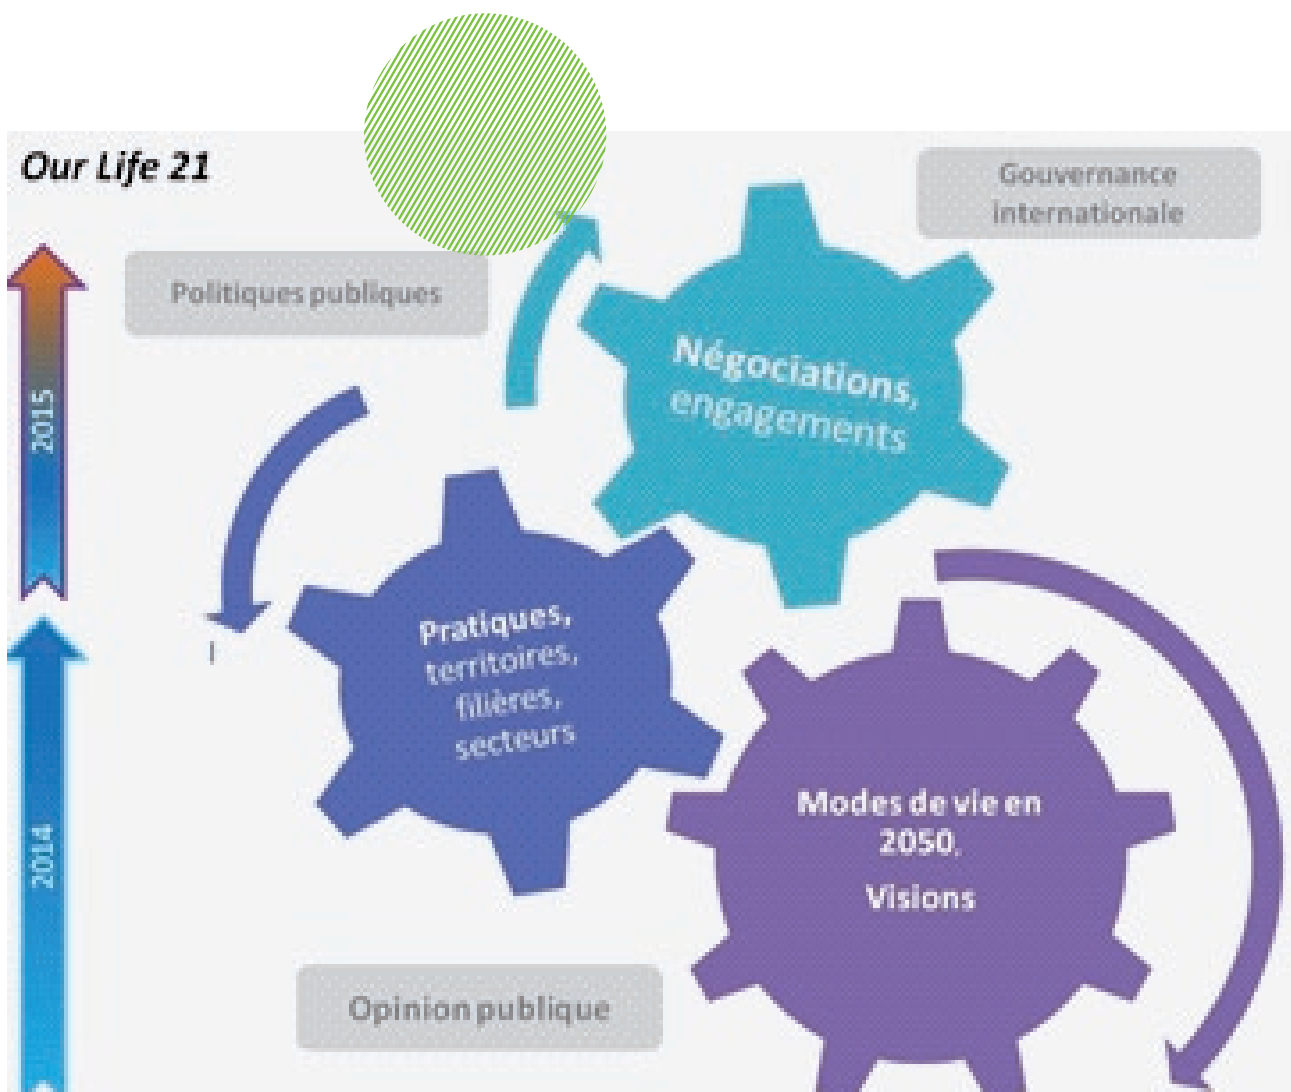 Our Life 21
Gouvernance
internationale
Politiques publiques
2015
Négociations,
engagements
Pratiques,
territoires,
filières,
secteurs
2014
Modes de vie en
2050.
Visions
Opinion publique